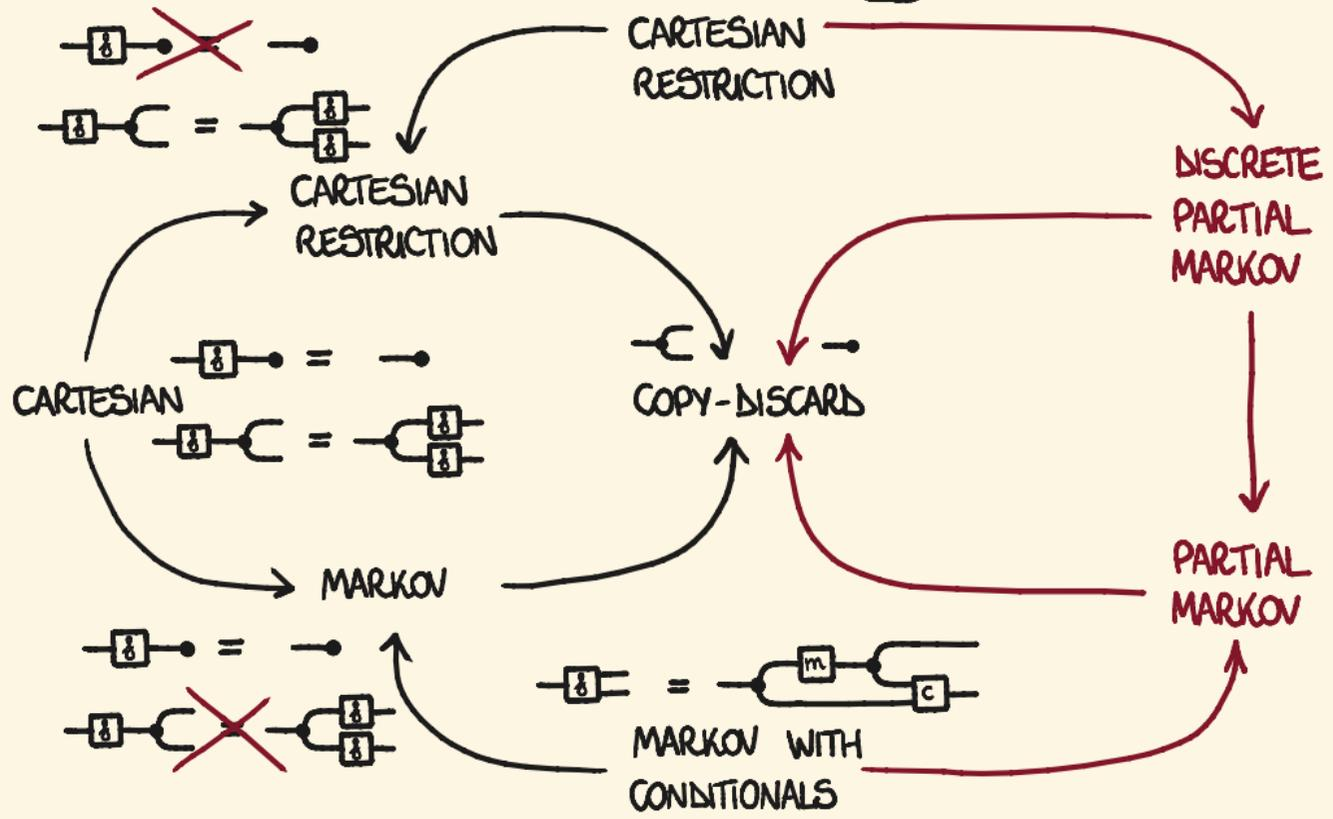 CARTESIAN
RESTRICTION
=
DISCRETE
PARTIAL
MARKOV
CARTESIAN
RESTRICTION
=
CARTESIAN
=
COPY-DISCARD
MARKOV
PARTIAL
MARKOV
=
= m c
MARKOV WITH
CONDITIONALS